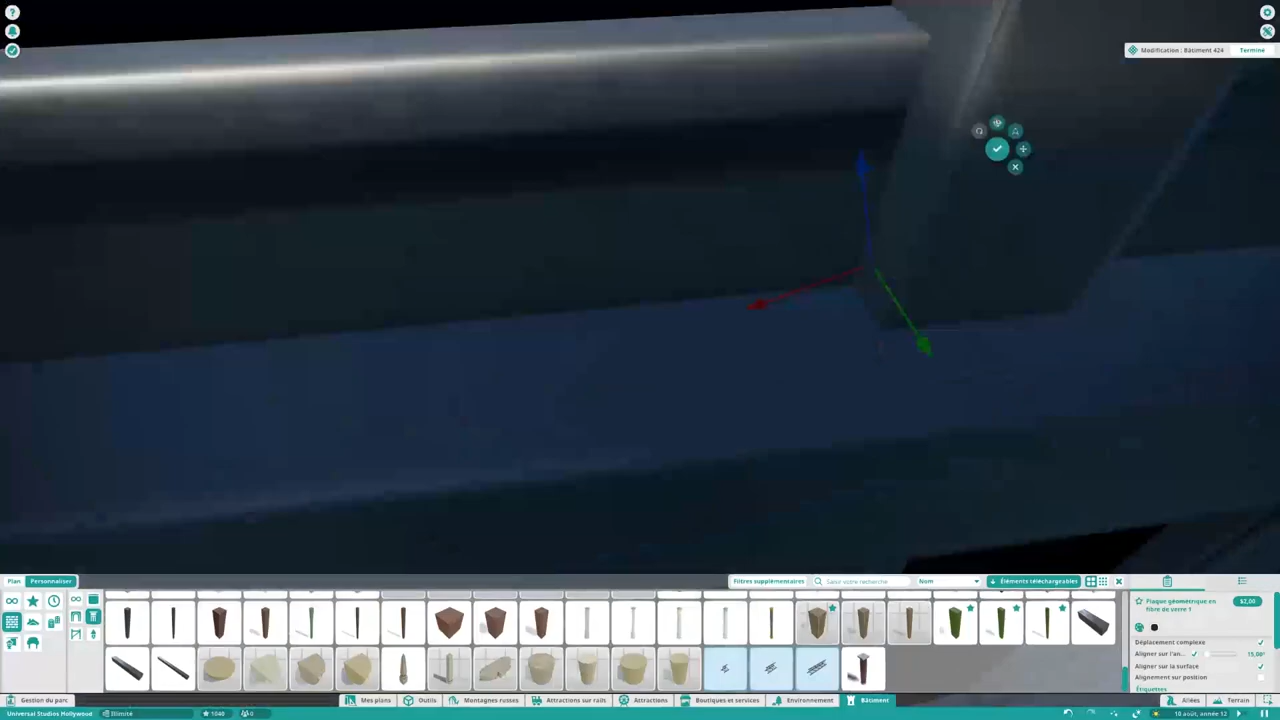 ?
Modification : Bâtiment 424
Terminé
Plan
Personnaliser
Filtres supplémentaires
Saisir votre recherche
Nom
Éléments téléchargeables
Plaque géométrique en
fibre de verre 1
$2,00
Déplacement complexe
Aligner sur l'an...
15,00°
Aligner sur la surface
Alignement sur position
Étiquettes
Gestion du parc
Mes plans
Outils
Montagnes russes
Attractions sur rails
Attractions
Boutiques et services
Environnement
Bâtiment
Allées
Terrain
Universal Studios Hollywood
Illimité
1040
0
18 août, année 12